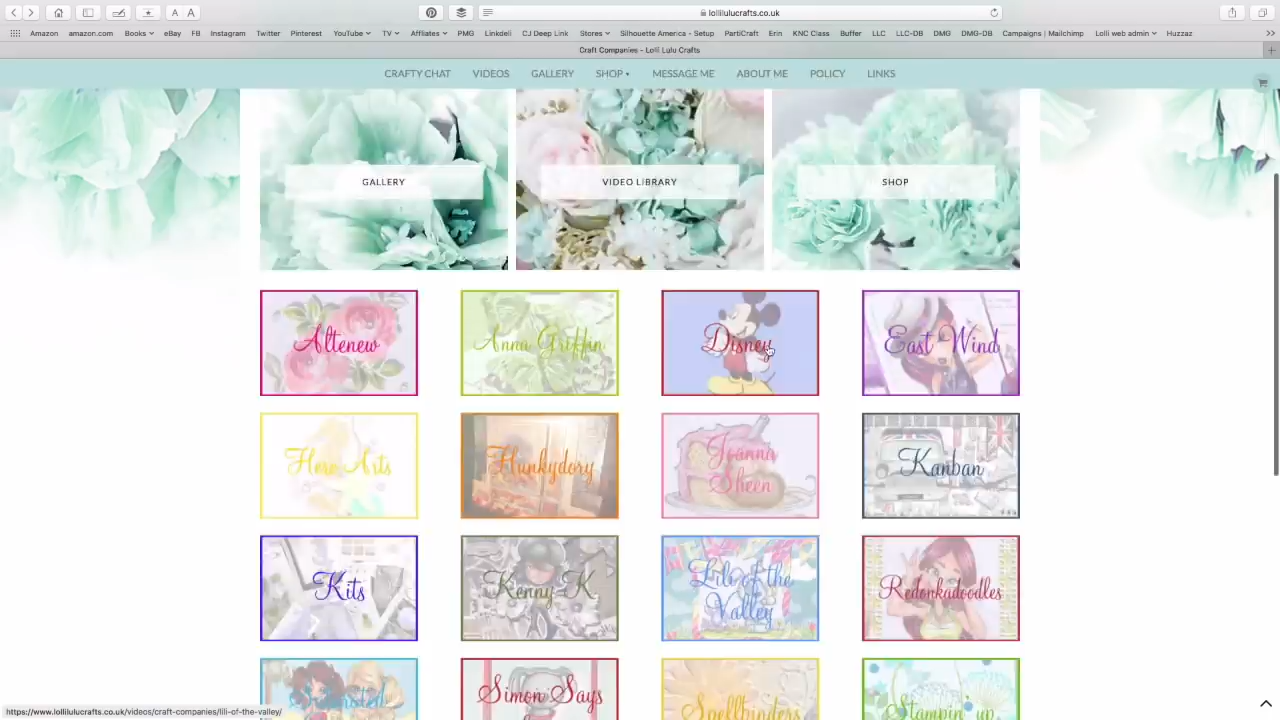 A A
lollilulucrafts.co.uk
Amazon amazon.com Books eBay FB Instagram Twitter Pinterest YouTube TV Affliates PMG Linkdeli CJ Deep Link Stores Silhouette America - Setup PartiCraft Erin KNC Class Buffer LLC LLC-DB DMG DMG-DB Campaigns | Mailchimp Lolli web admin Huzzaz
Craft Companies - Lolli Lulu Crafts
CRAFTY CHAT VIDEOS GALLERY SHOP MESSAGE ME ABOUT ME POLICY LINKS
GALLERY VIDEO LIBRARY SHOP
Altenew Anna Griffin Disney East Wind
Hero Arts Hunkydory Joanna
Sheen Kanban
Kits Kenny K Lili of the
Valley Redonkadoodles
Simon Says Spellbinders Stampin' up
https://www.lollilulucrafts.co.uk/videos/craft-companies/lili-of-the-valley/